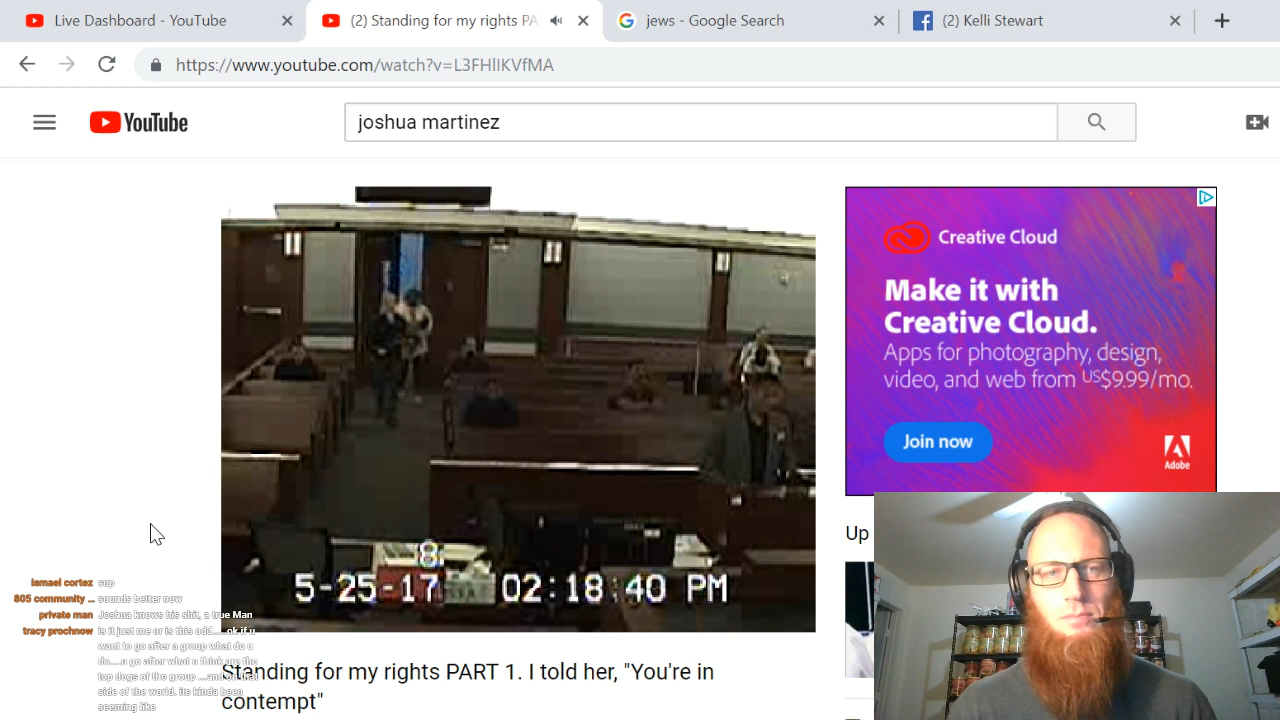 Live Dashboard - YouTube
(2) Standing for my rights PA
jews - Google Search
(2) Kelli Stewart
https://www.youtube.com/watch?v=L3FHlIKVfMA
YouTube
joshua martinez
Creative Cloud
Make it with
Creative Cloud.
Apps for photography, design,
video, and web from US$9.99/mo.
Join now
Adobe
8
5-25-17 02:18:40 PM
Up
ismael cortez sup
805 community ... sounds better now
private man Joshua knows his shit, a true Man
tracy prochnow is it just me or is this odd.....ok if u
want to go after a group what do u
do....u go after what u think are the
top dogs of the group ....and
side of the world. its kinda been
seeming like
Standing for my rights PART 1. I told her, "You're in
contempt"